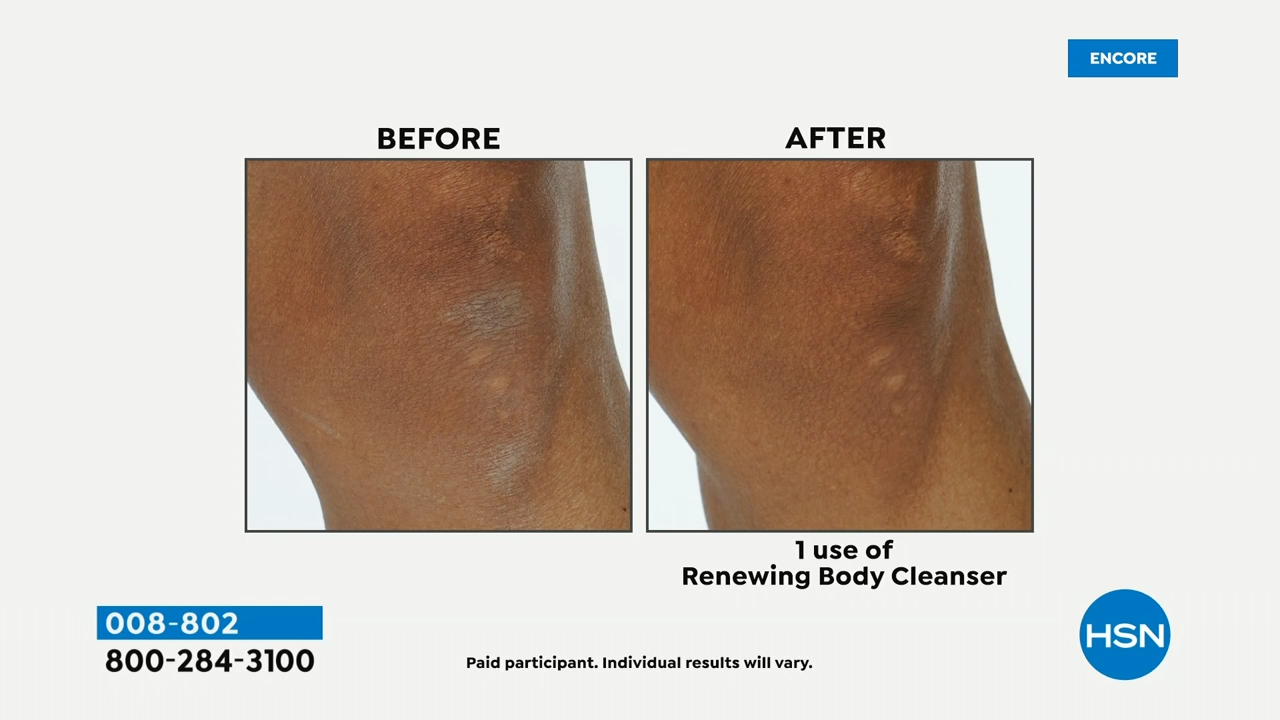 ENCORE
BEFORE
AFTER
1 use of
Renewing Body Cleanser
008-802
800-284-3100
Paid participant. Individual results will vary.
HSN